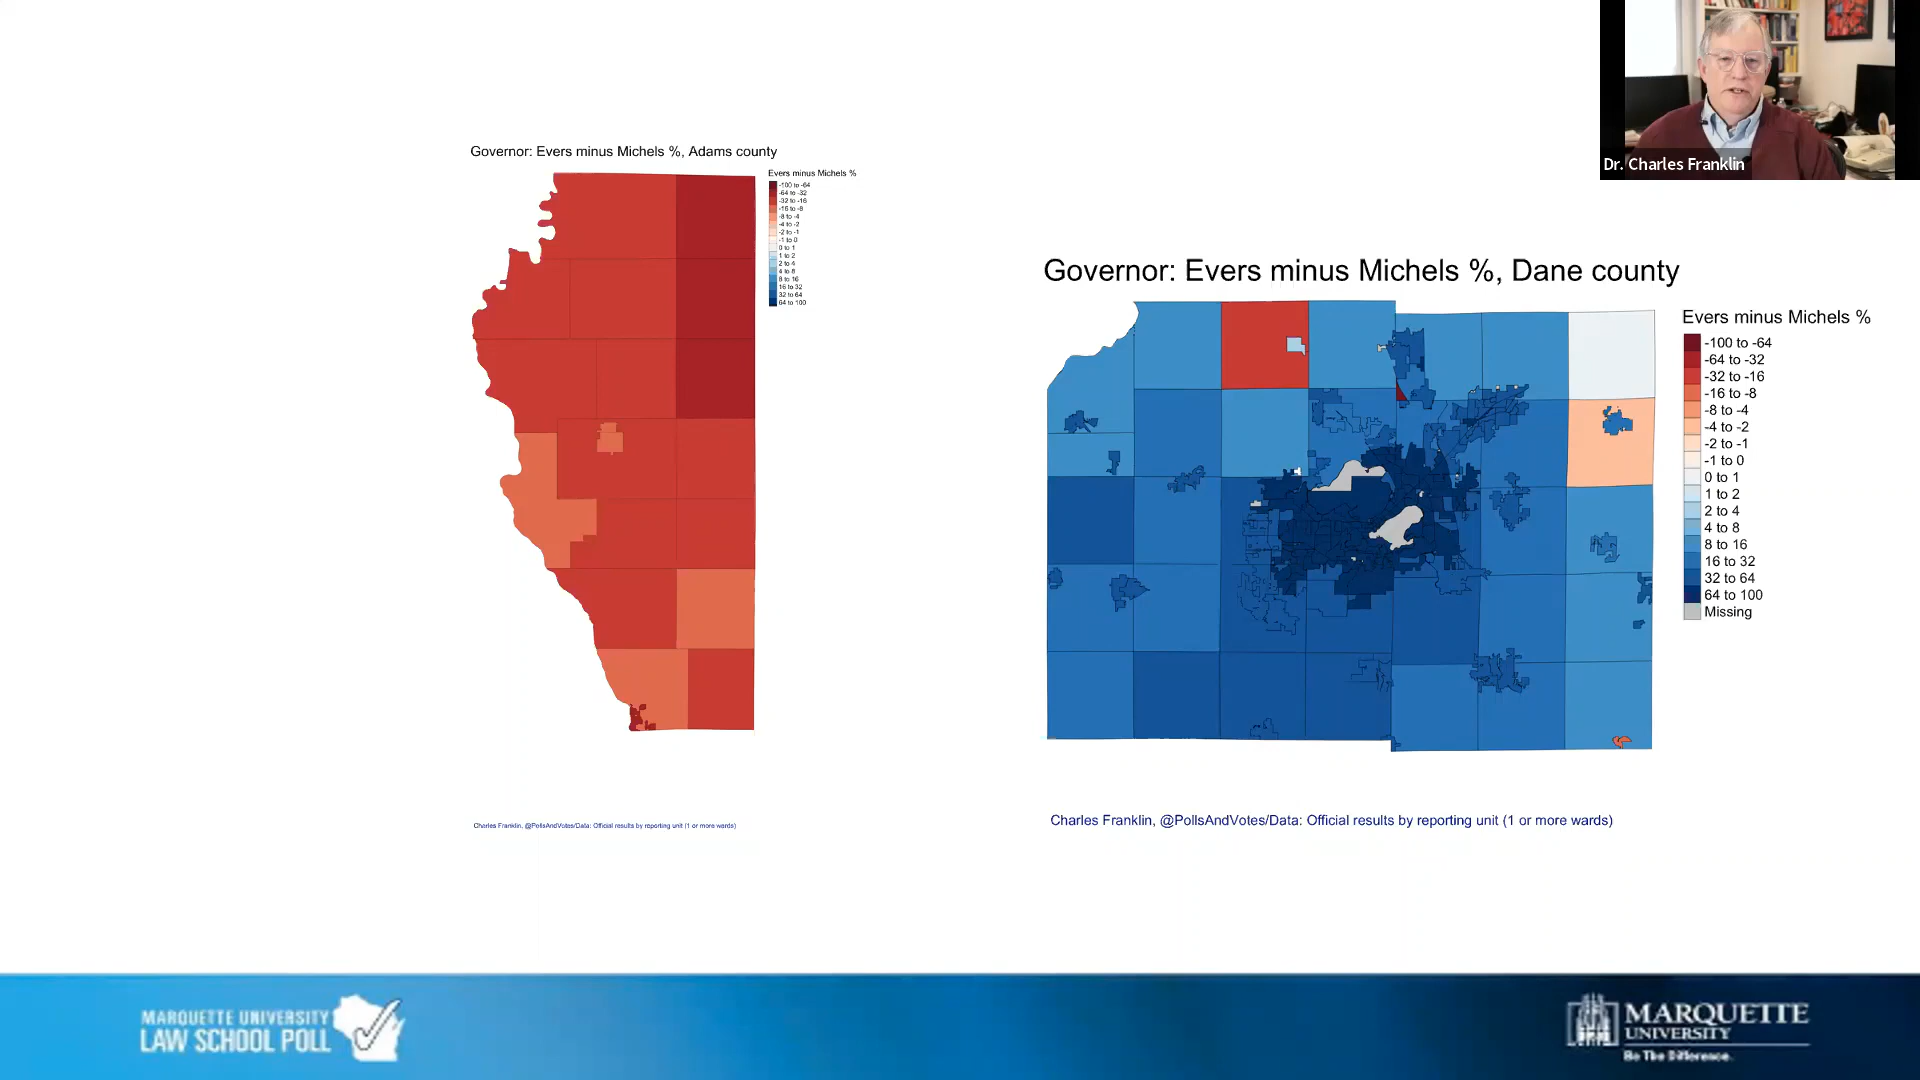 Dr. Charles Franklin
Governor: Evers minus Michels %, Adams county
Evers minus Michels %
-100 to -64
-64 to -32
-32 to -16
-16 to -8
-8 to -4
-4 to -2
-2 to -1
-1 to 0
0 to 1
1 to 2
2 to 4
4 to 8
8 to 16
16 to 32
32 to 64
64 to 100
Charles Franklin, @PollsAndVotes/Data: Official results by reporting unit (1 or more wards)
Governor: Evers minus Michels %, Dane county
Evers minus Michels %
-100 to -64
-64 to -32
-32 to -16
-16 to -8
-8 to -4
-4 to -2
-2 to -1
-1 to 0
0 to 1
1 to 2
2 to 4
4 to 8
8 to 16
16 to 32
32 to 64
64 to 100
Missing
Charles Franklin, @PollsAndVotes/Data: Official results by reporting unit (1 or more wards)
MARQUETTE UNIVERSITY
LAW SCHOOL POLL
MARQUETTE
UNIVERSITY
Be The Difference.